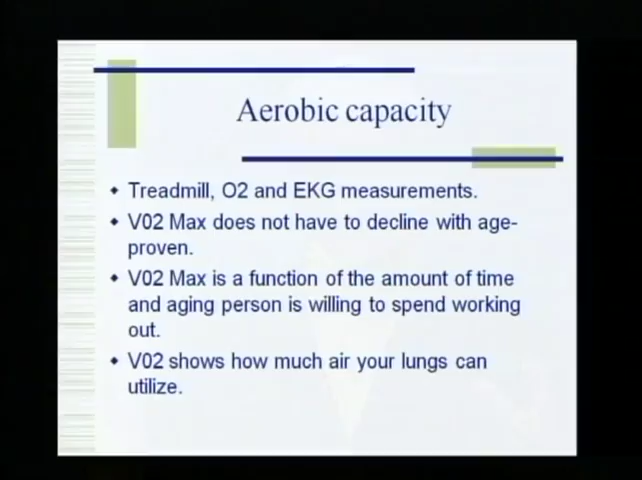 Aerobic capacity
Treadmill, O2 and EKG measurements.
V02 Max does not have to decline with age-
proven.
V02 Max is a function of the amount of time
and aging person is willing to spend working
out.
V02 shows how much air your lungs can
utilize.